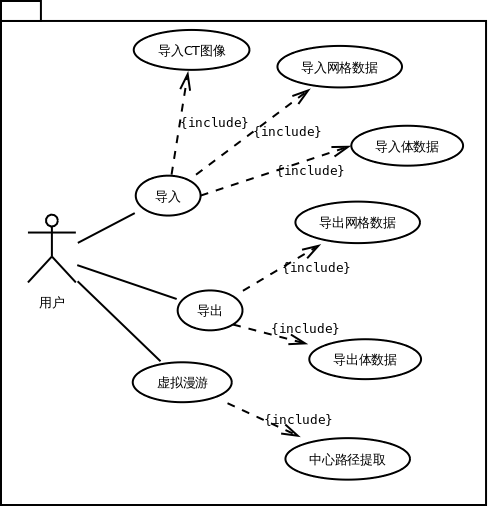 导入CT图像
导入网格数据
{include}
{include}
导入体数据
{include}
导入
导出网格数据
{include}
用户
导出
{include}
导出体数据
虚拟漫游
{include}
中心路径提取